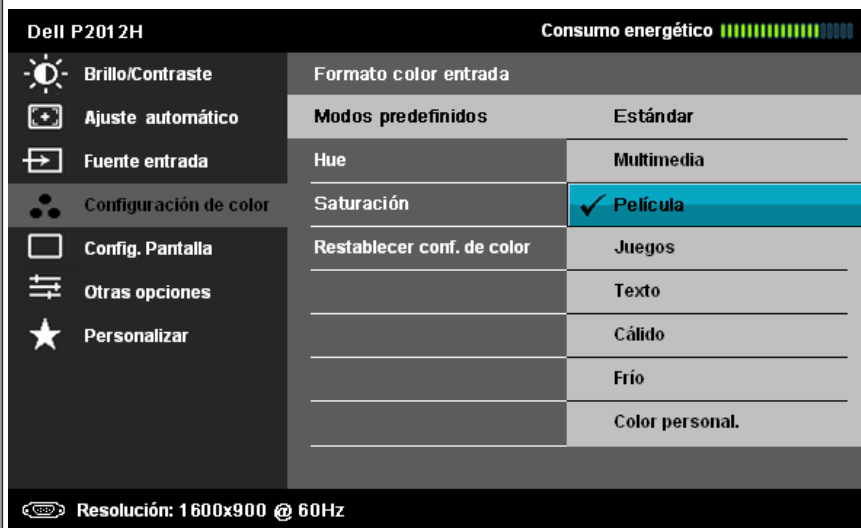 Dell P2012H
Consumo energético
Brillo/Contraste
Formato color entrada
Ajuste automático
Modos predefinidos
Estándar
Fuente entrada
Hue
Multimedia
Configuración de color
Saturación
Película
Config. Pantalla
Restablecer conf. de color
Juegos
Otras opciones
Texto
Personalizar
Cálido
Frío
Color personal.
Resolución: 1600x900 @ 60Hz